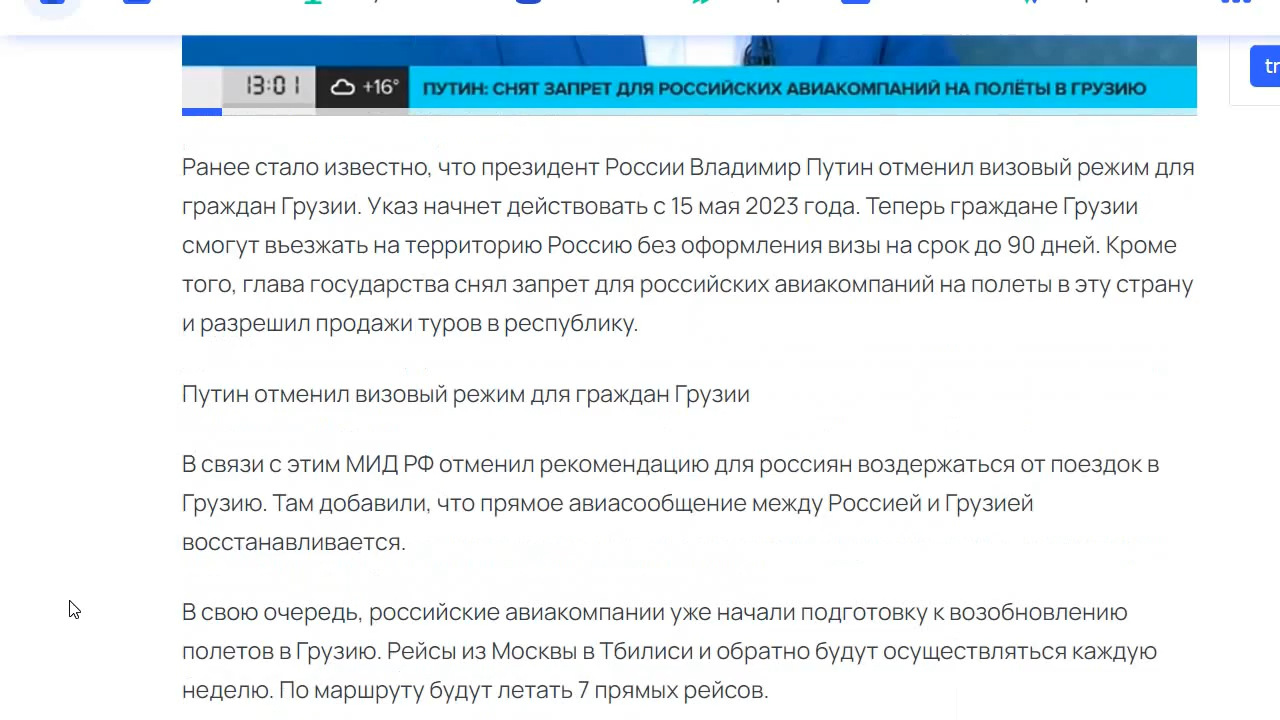 13:01 +16° ПУТИН: СНЯТ ЗАПРЕТ ДЛЯ РОССИЙСКИХ АВИАКОМПАНИЙ НА ПОЛЁТЫ В ГРУЗИЮ
tr
Ранее стало известно, что президент России Владимир Путин отменил визовый режим для
граждан Грузии. Указ начнет действовать с 15 мая 2023 года. Теперь граждане Грузии
смогут въезжать на территорию Россию без оформления визы на срок до 90 дней. Кроме
того, глава государства снял запрет для российских авиакомпаний на полеты в эту страну
и разрешил продажи туров в республику.
Путин отменил визовый режим для граждан Грузии
В связи с этим МИД РФ отменил рекомендацию для россиян воздержаться от поездок в
Грузию. Там добавили, что прямое авиасообщение между Россией и Грузией
восстанавливается.
В свою очередь, российские авиакомпании уже начали подготовку к возобновлению
полетов в Грузию. Рейсы из Москвы в Тбилиси и обратно будут осуществляться каждую
неделю. По маршруту будут летать 7 прямых рейсов.